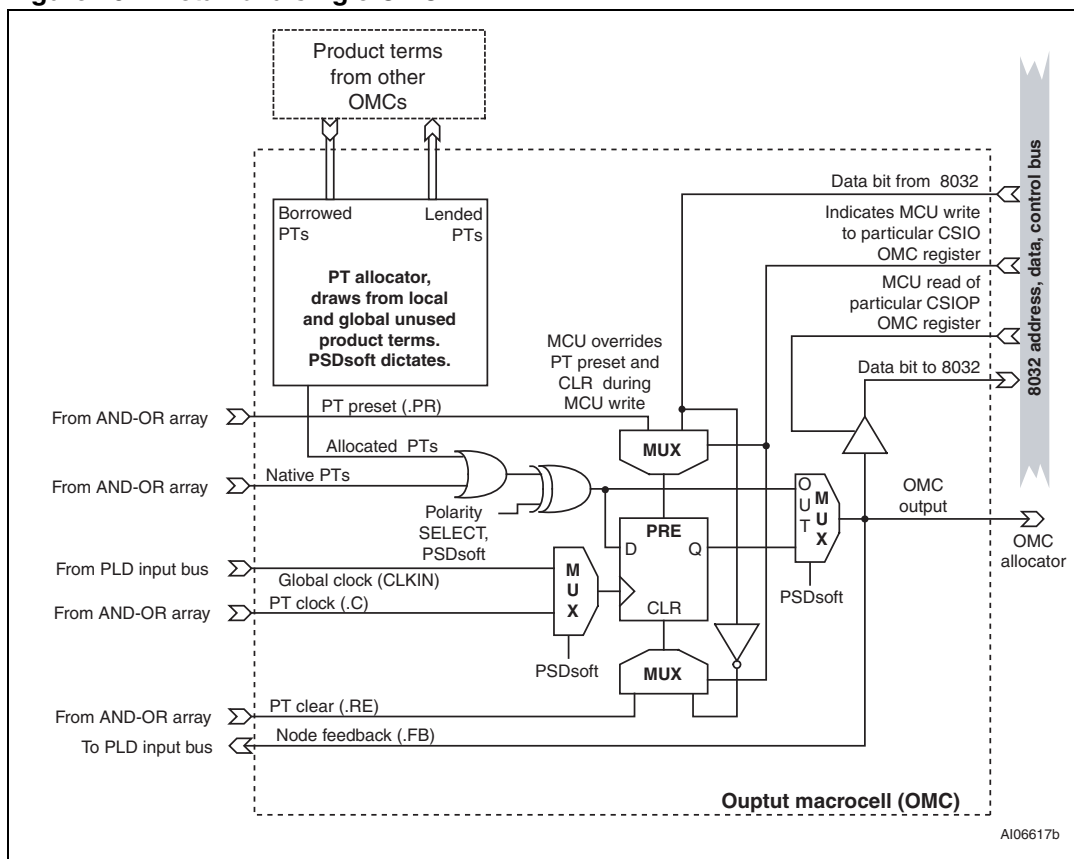 Product terms
from other
OMCs
8032 address, data, control bus
Data bit from 8032
Borrowed
PTs
Lended
PTs
Indicates MCU write
to particular CSIO
OMC register
PT allocator,
draws from local
and global unused
product terms.
PSDsoft dictates.
MCU read of
particular CSIOP
OMC register
MCU overrides
PT preset and
CLR during
MCU write
Data bit to 8032
From AND-OR array
PT preset (.PR)
MUX
Allocated PTs
From AND-OR array
Native PTs
Polarity
SELECT,
PSDsoft
OUT
MUX
OMC
output
OMC
allocator
PRE
D
Q
CLR
From PLD input bus
Global clock (CLKIN)
MUX
From AND-OR array
PT clock (.C)
PSDsoft
PSDsoft
MUX
From AND-OR array
PT clear (.RE)
To PLD input bus
Node feedback (.FB)
Ouptut macrocell (OMC)
AI06617b